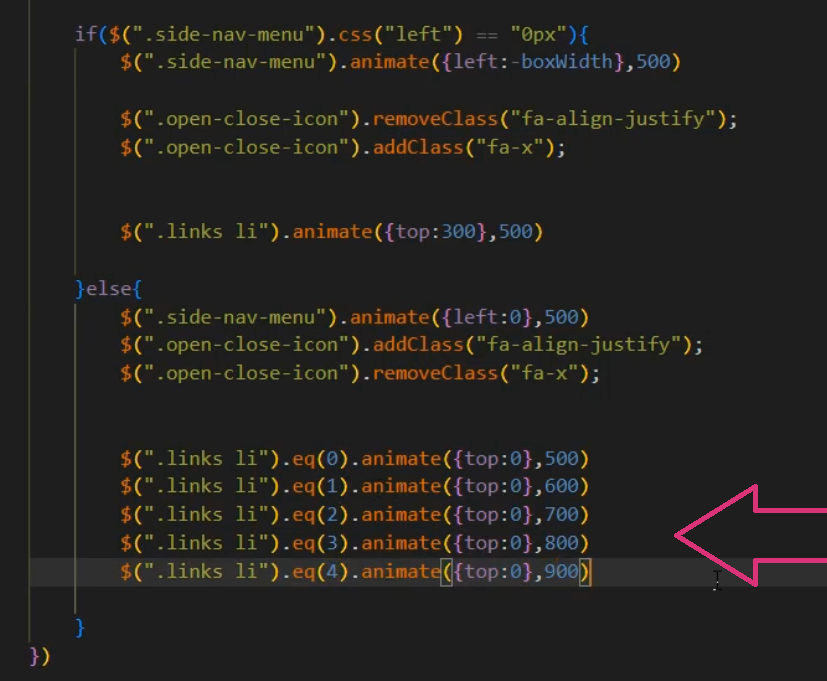 if($(".side-nav-menu").css("left") == "0px"){
$(".side-nav-menu").animate({left:-boxWidth},500)
$(".open-close-icon").removeClass("fa-align-justify");
$(".open-close-icon").addClass("fa-x");
$(".links li").animate({top:300},500)
}else{
$(".side-nav-menu").animate({left:0},500)
$(".open-close-icon").addClass("fa-align-justify");
$(".open-close-icon").removeClass("fa-x");
$(".links li").eq(0).animate({top:0},500)
$(".links li").eq(1).animate({top:0},600)
$(".links li").eq(2).animate({top:0},700)
$(".links li").eq(3).animate({top:0},800)
$(".links li").eq(4).animate({top:0},900)
}
})